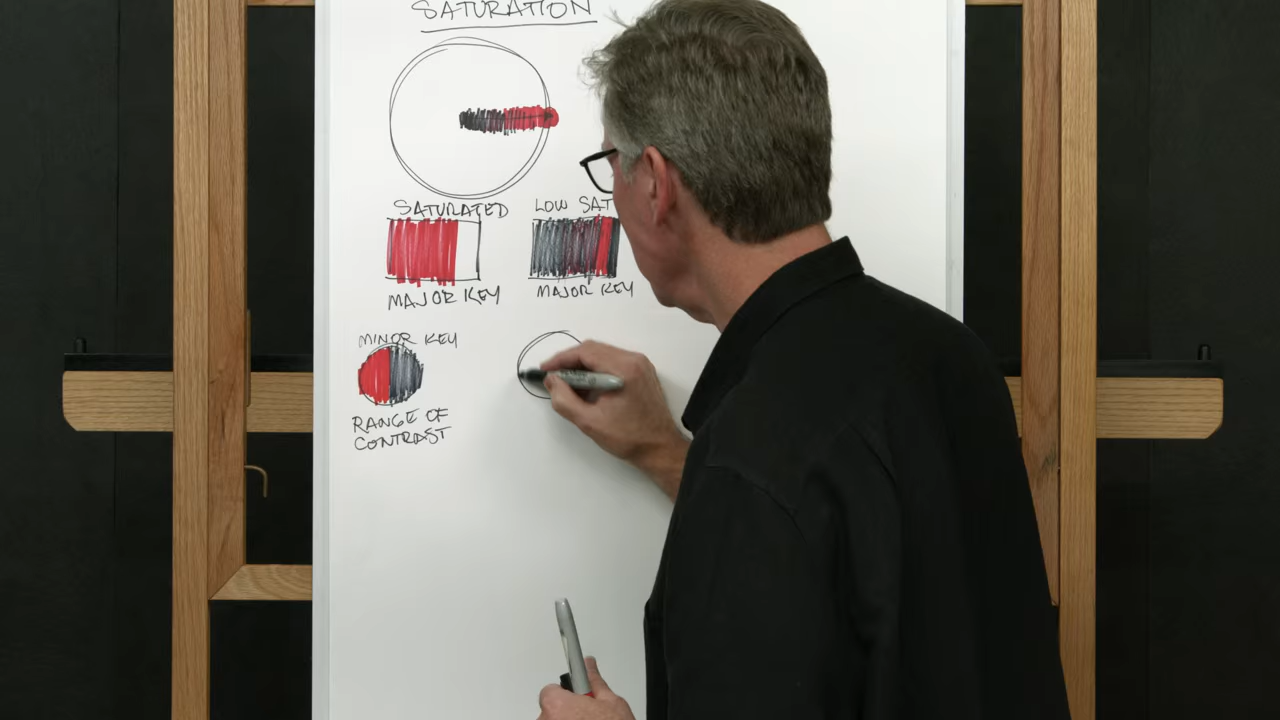 SATURATION
SATURATED
LOW SAT
MAJOR KEY
MAJOR KEY
MINOR KEY
RANGE OF
CONTRAST